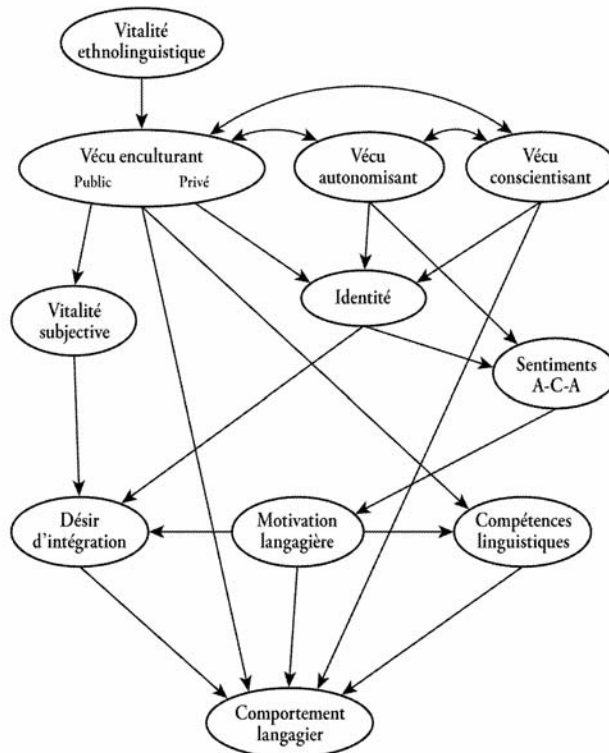 Vitalité
ethnolinguistique
Vécu enculturant
Public Privé
Vécu
autonomisant
Vécu
conscientisant
Vitalité
subjective
Identité
Sentiments
A-C-A
Désir
d'intégration
Motivation
langagière
Compétences
linguistiques
Comportement
langagier